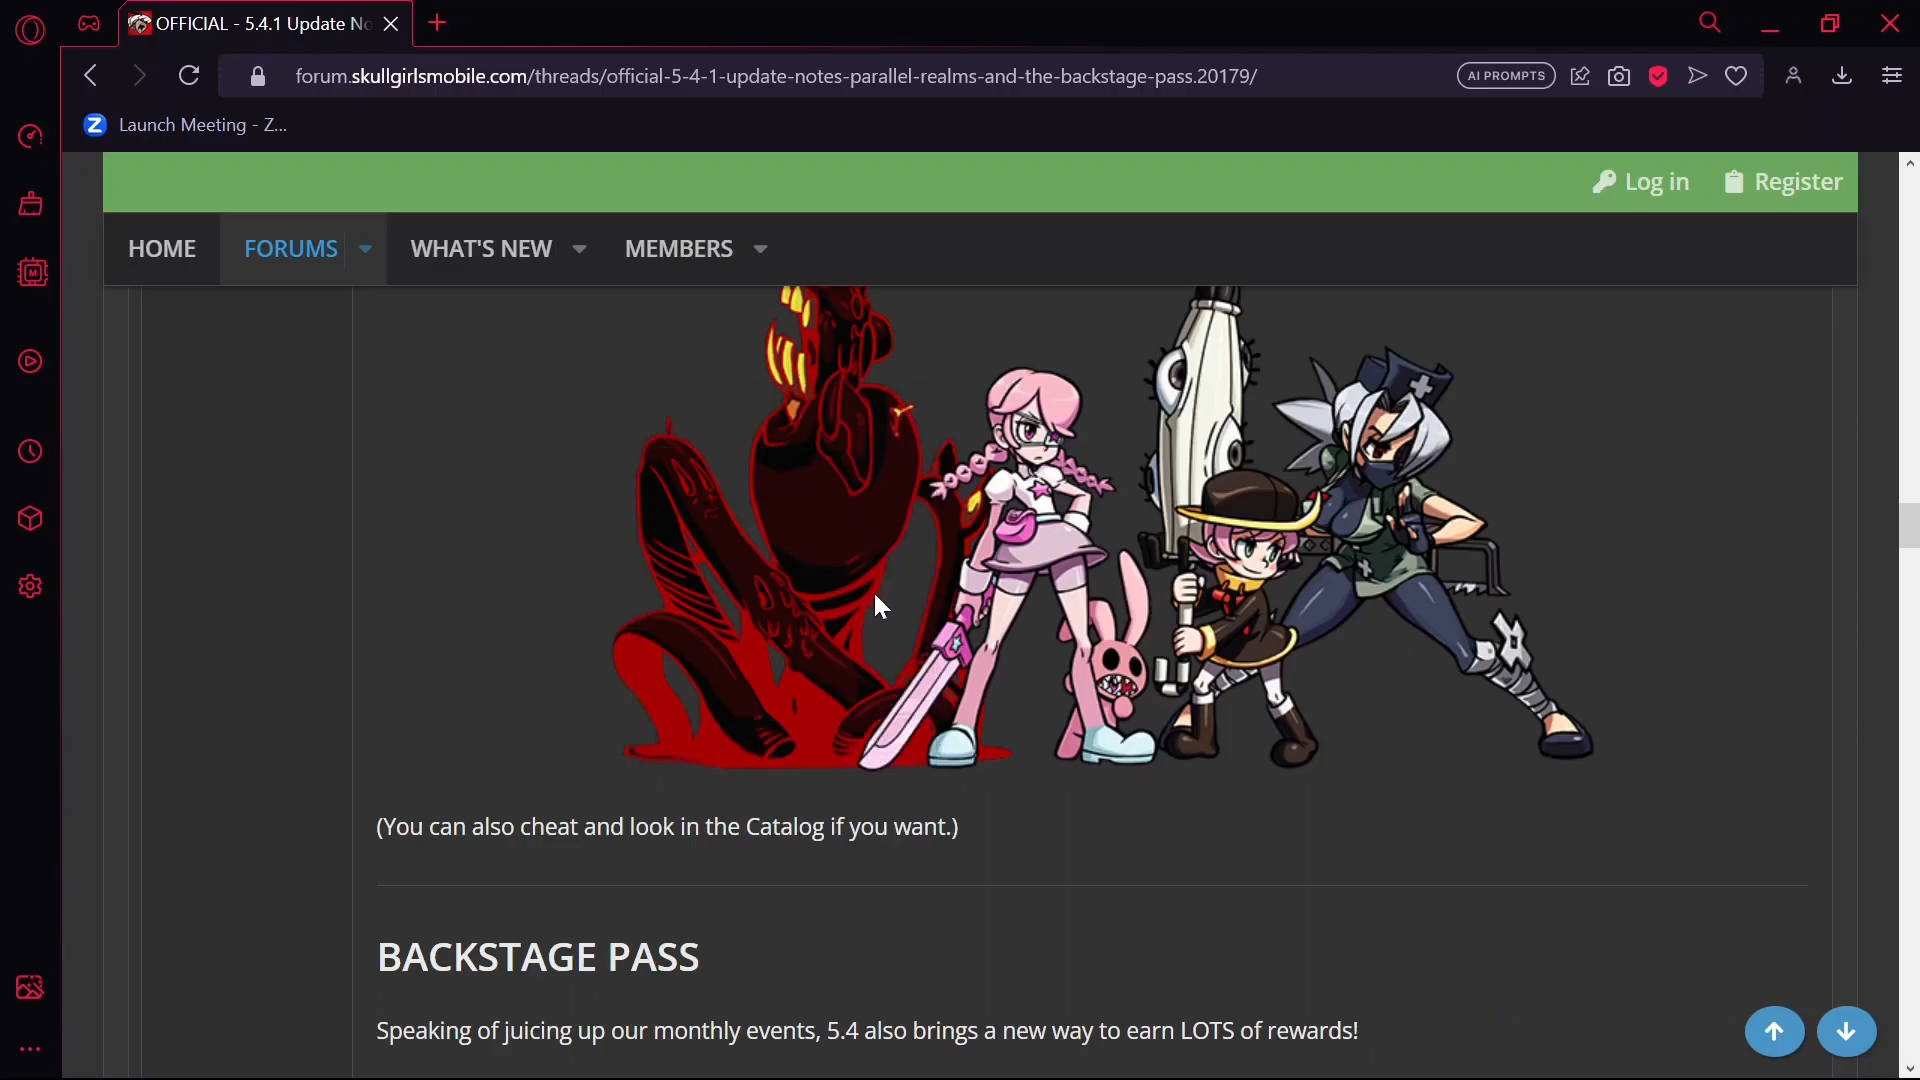 OFFICIAL - 5.4.1 Update No
forum.skullgirlsmobile.com/threads/official-5-4-1-update-notes-parallel-realms-and-the-backstage-pass.20179/
AI PROMPTS
Z Launch Meeting - Z...
Log in
Register
HOME
FORUMS
WHAT'S NEW
MEMBERS
(You can also cheat and look in the Catalog if you want.)
BACKSTAGE PASS
Speaking of juicing up our monthly events, 5.4 also brings a new way to earn LOTS of rewards!